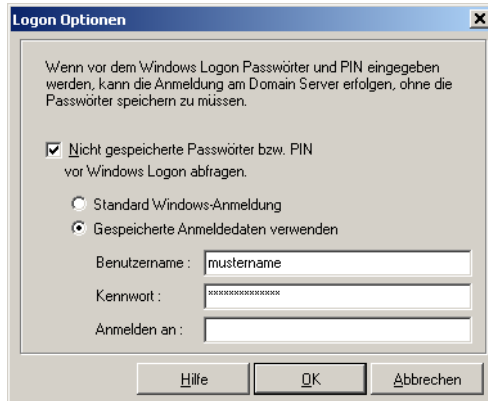 Logon Optionen
Wenn vor dem Windows Logon Passwörter und PIN eingegeben
werden, kann die Anmeldung am Domain Server erfolgen, ohne die
Passwörter speichern zu müssen.
Nicht gespeicherte Passwörter bzw. PIN
vor Windows Logon abfragen.
Standard Windows-Anmeldung
Gespeicherte Anmeldedaten verwenden
Benutzername : mustername
Kennwort : **************
Anmelden an :
Hilfe OK Abbrechen